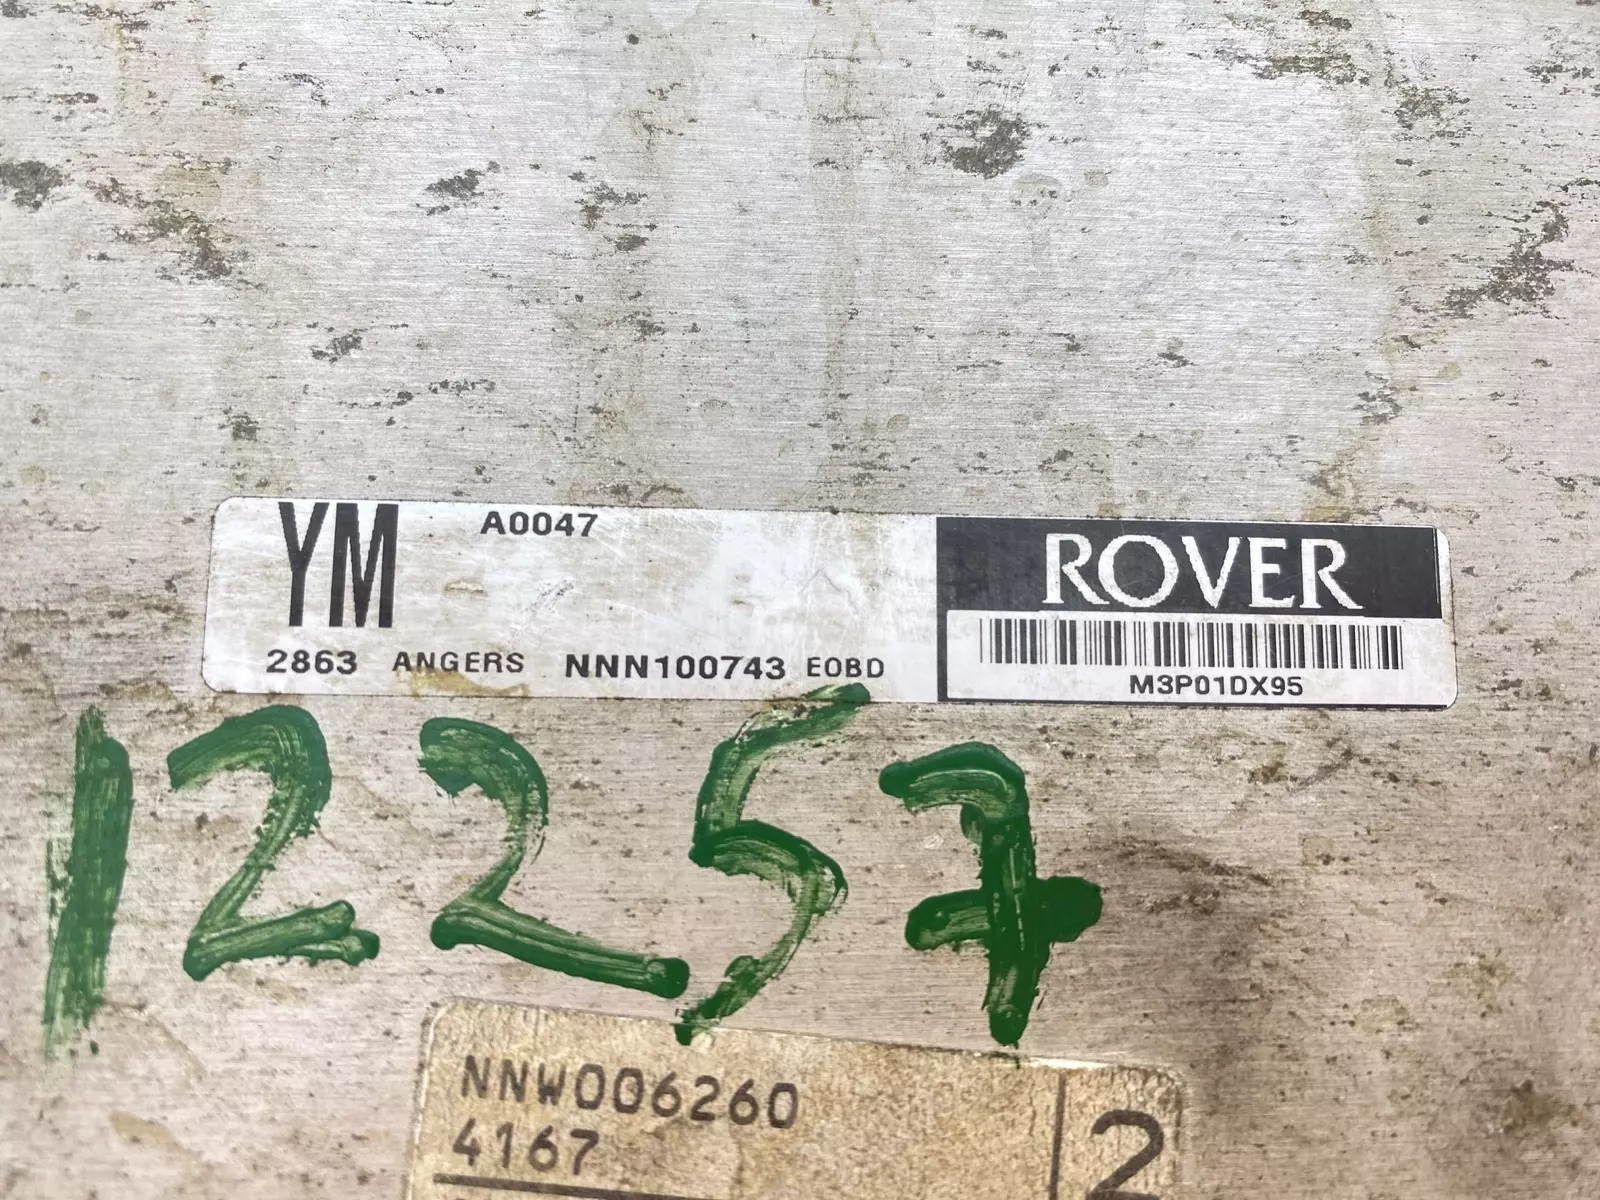 YM A0047
2863 ANGERS NNN100743 EOBD
ROVER
M3P01DX95
12257
NNW006260
4167
2